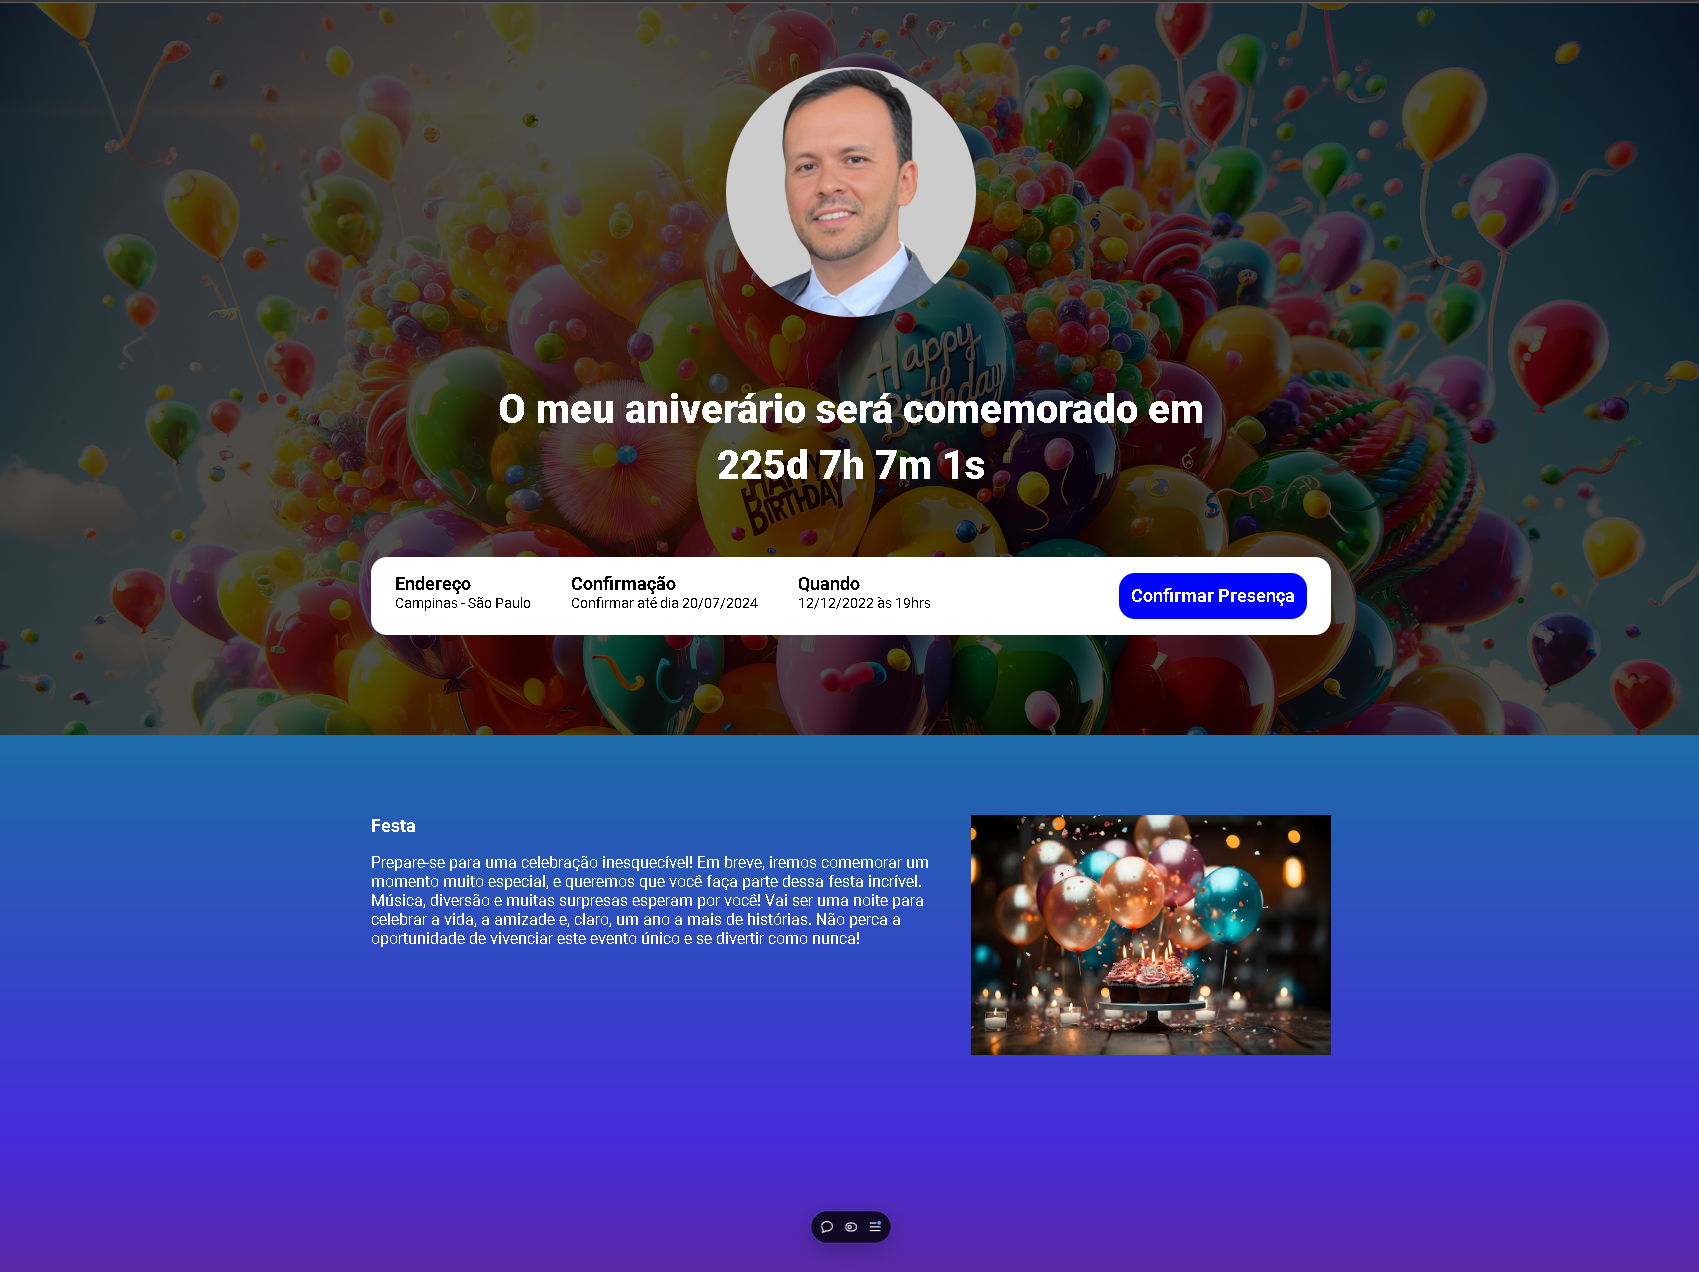 Happy
Birthday
O meu aniverário será comemorado em
225d 7h 7m 1s
HAPPY
BIRTHDAY
Endereço
Campinas - São Paulo
Confirmação
Confirmar até dia 20/07/2024
Quando
12/12/2022 às 19hrs
Confirmar Presença
Festa
Prepare-se para uma celebração inesquecível! Em breve, iremos comemorar um
momento muito especial, e queremos que você faça parte dessa festa incrível.
Música, diversão e muitas surpresas esperam por você! Vai ser uma noite para
celebrar a vida, a amizade e, claro, um ano a mais de histórias. Não perca a
oportunidade de vivenciar este evento único e se divertir como nunca!